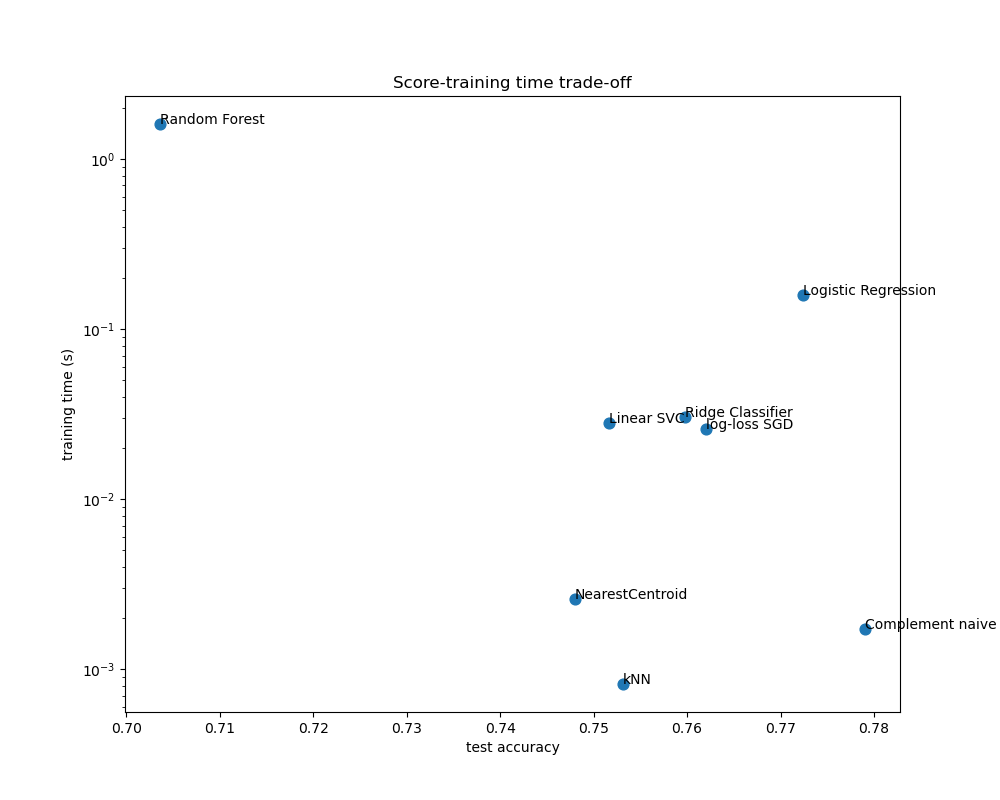 Score-training time trade-off
Random Forest
Logistic Regression
Ridge Classifier
Linear SVC
log-loss SGD
NearestCentroid
Complement naive
kNN
training time (s)
10⁰
10⁻¹
10⁻²
10⁻³
0.70 0.71 0.72 0.73 0.74 0.75 0.76 0.77 0.78
test accuracy